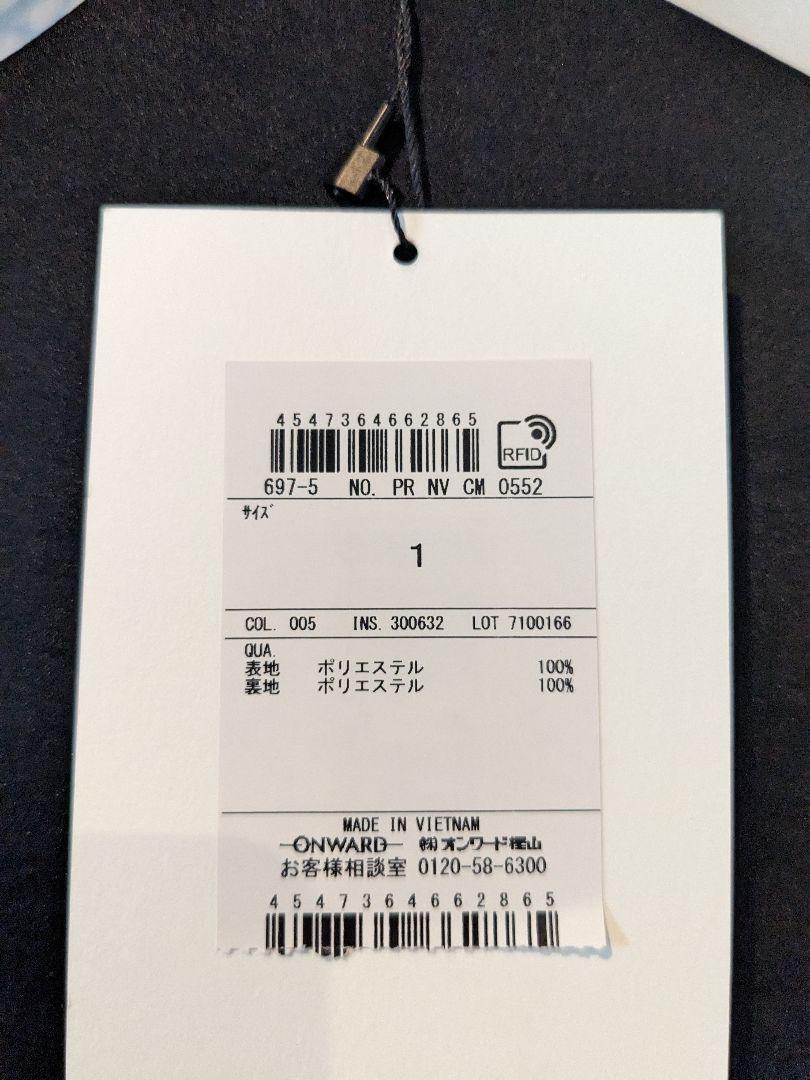 4547364662865
RFID
697-5 NO. PR NV CM 0552
ｻｲｽﾞ
1
COL. 005 INS. 300632 LOT 7100166
QUA.
表地 ポリエステル 100%
裏地 ポリエステル 100%
MADE IN VIETNAM
ONWARD ㈱オンワード樫山
お客様相談室 0120-58-6300
4547364662865